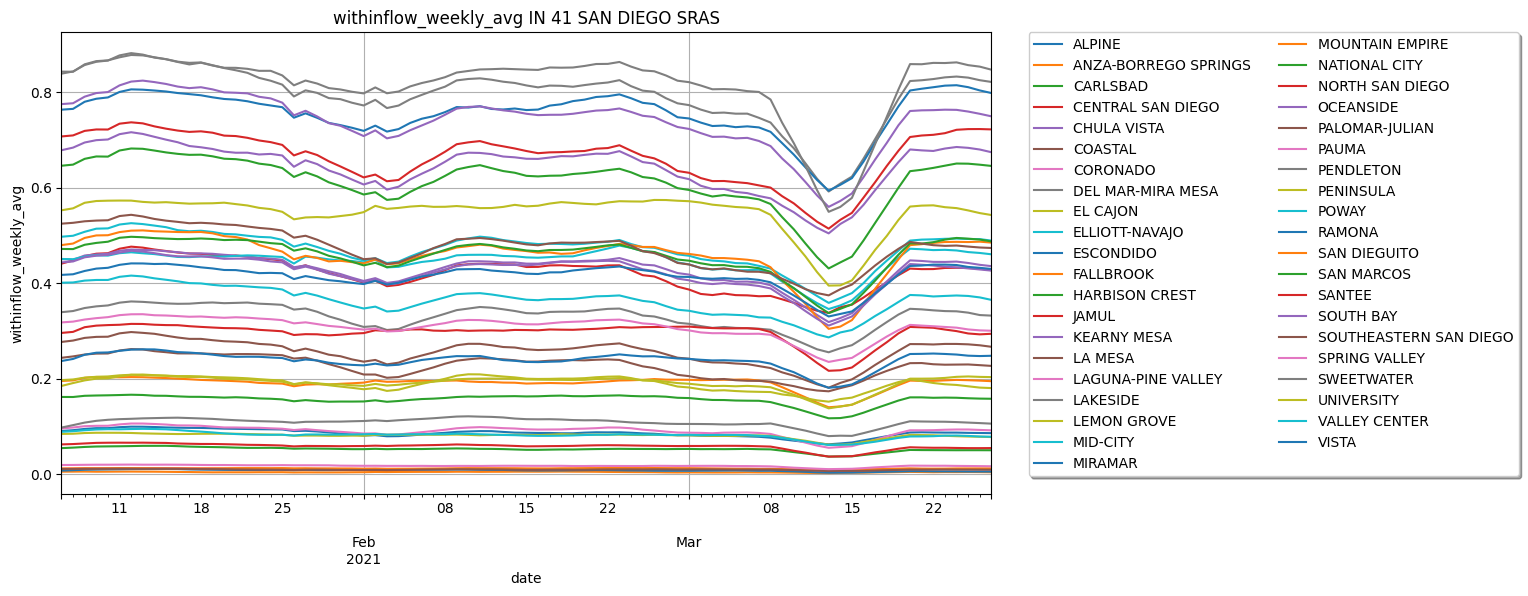 withinflow_weekly_avg IN 41 SAN DIEGO SRAS
withinflow_weekly_avg
0.8
0.6
0.4
0.2
0.0
11 18 25 08 15 22 08 15 22
Feb Mar
2021
date
ALPINE
ANZA-BORREGO SPRINGS
CARLSBAD
CENTRAL SAN DIEGO
CHULA VISTA
COASTAL
CORONADO
DEL MAR-MIRA MESA
EL CAJON
ELLIOTT-NAVAJO
ESCONDIDO
FALLBROOK
HARBISON CREST
JAMUL
KEARNY MESA
LA MESA
LAGUNA-PINE VALLEY
LAKESIDE
LEMON GROVE
MID-CITY
MIRAMAR
MOUNTAIN EMPIRE
NATIONAL CITY
NORTH SAN DIEGO
OCEANSIDE
PALOMAR-JULIAN
PAUMA
PENDLETON
PENINSULA
POWAY
RAMONA
SAN DIEGUITO
SAN MARCOS
SANTEE
SOUTH BAY
SOUTHEASTERN SAN DIEGO
SPRING VALLEY
SWEETWATER
UNIVERSITY
VALLEY CENTER
VISTA